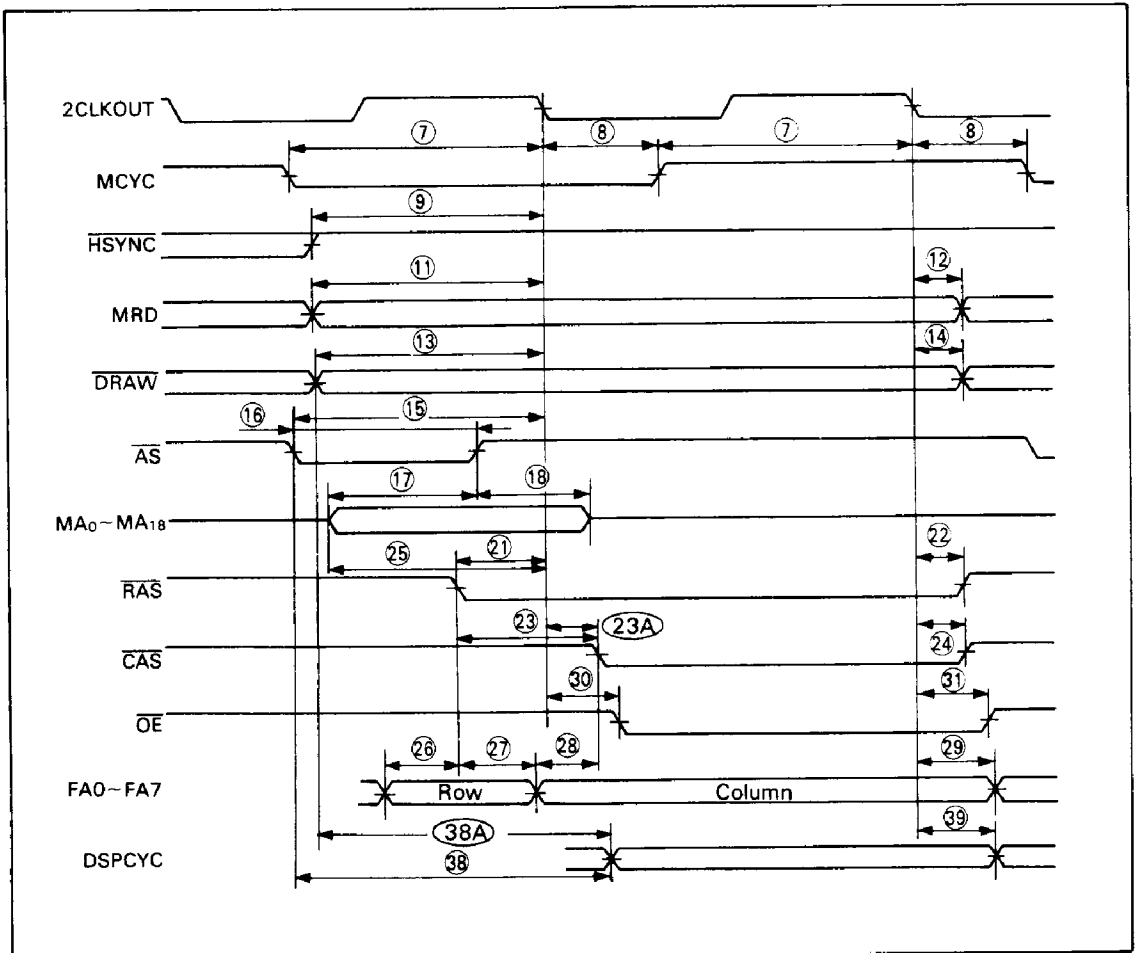 2CLKOUT
⑦ ⑧ ⑦ ⑧
MCYC
⑨
HSYNC
⑪ ⑫
MRD
⑬ ⑭
DRAW
⑯ ⑮
AS
⑰ ⑱
MA₀~MA₁₈
㉕ ㉑ ㉒
RAS
㉓ 23A ㉔
CAS
㉚ ㉛
OE
㉖ ㉗ ㉘ ㉙
FA0~FA7 Row Column
38A ㊴
DSPCYC
㊳